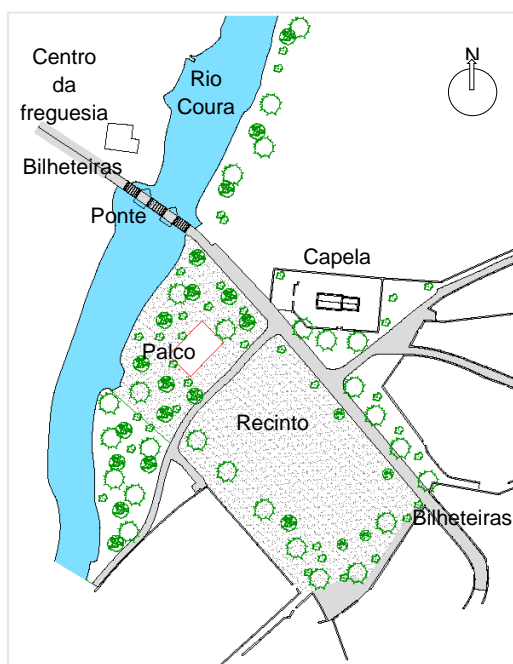 Centro
da
freguesia
Rio
Coura
N
Bilheteiras
Ponte
Capela
Palco
Recinto
Bilheteiras